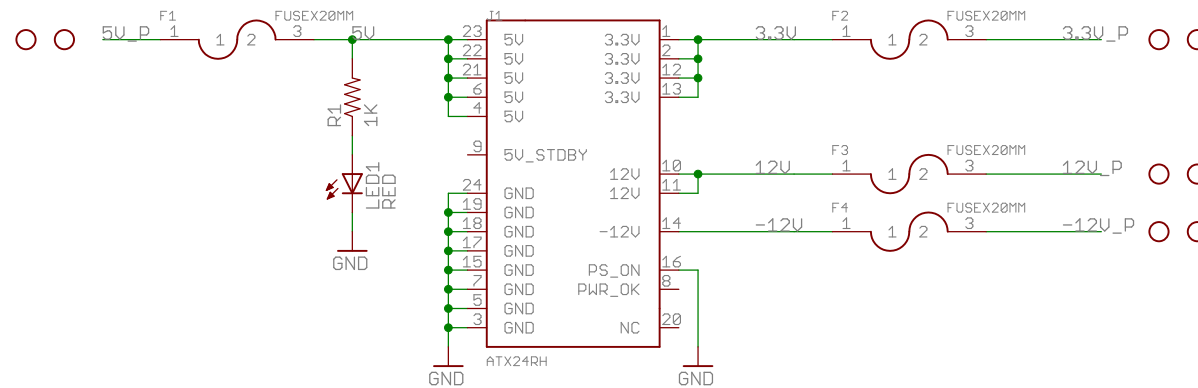 F1 FUSEX20MM
5V_P 1 1 2 3 5V
R1 1K
LED1 RED
GND
23 5V
22 5V
21 5V
6 5V
4 5V
9 5V_STDBY
24 GND
19 GND
18 GND
17 GND
15 GND
7 GND
5 GND
3 GND
GND
ATX24RH
3.3V 1
3.3V 2
3.3V 12
3.3V 13
12V 10
12V 11
-12V 14
PS_ON 16
PWR_OK 8
NC 20
GND
F2 FUSEX20MM
3.3V 1 1 2 3 3.3V_P
F3 FUSEX20MM
12V 1 1 2 3 12V_P
F4 FUSEX20MM
-12V 1 1 2 3 -12V_P